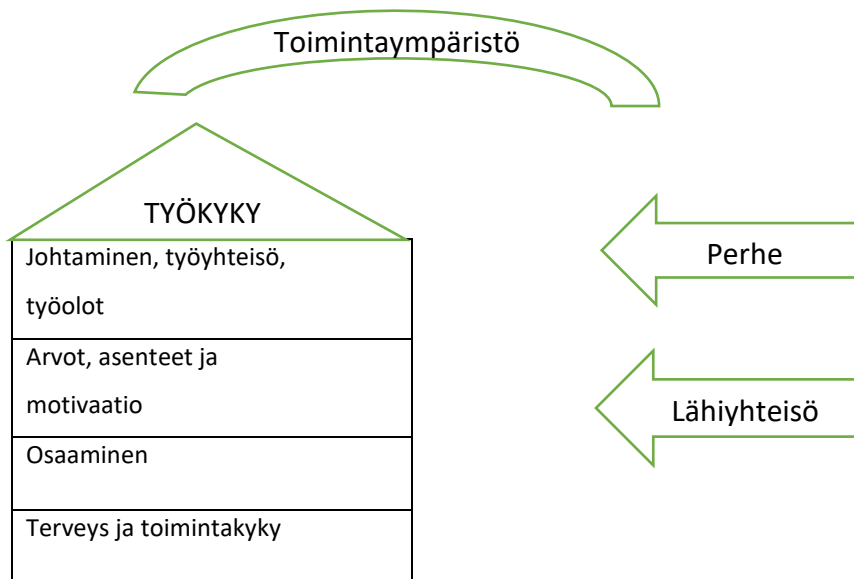 Toimintaympäristö
TYÖKYKY
Johtaminen, työyhteisö,
työolot
Perhe
Arvot, asenteet ja
motivaatio
Lähiyhteisö
Osaaminen
Terveys ja toimintakyky